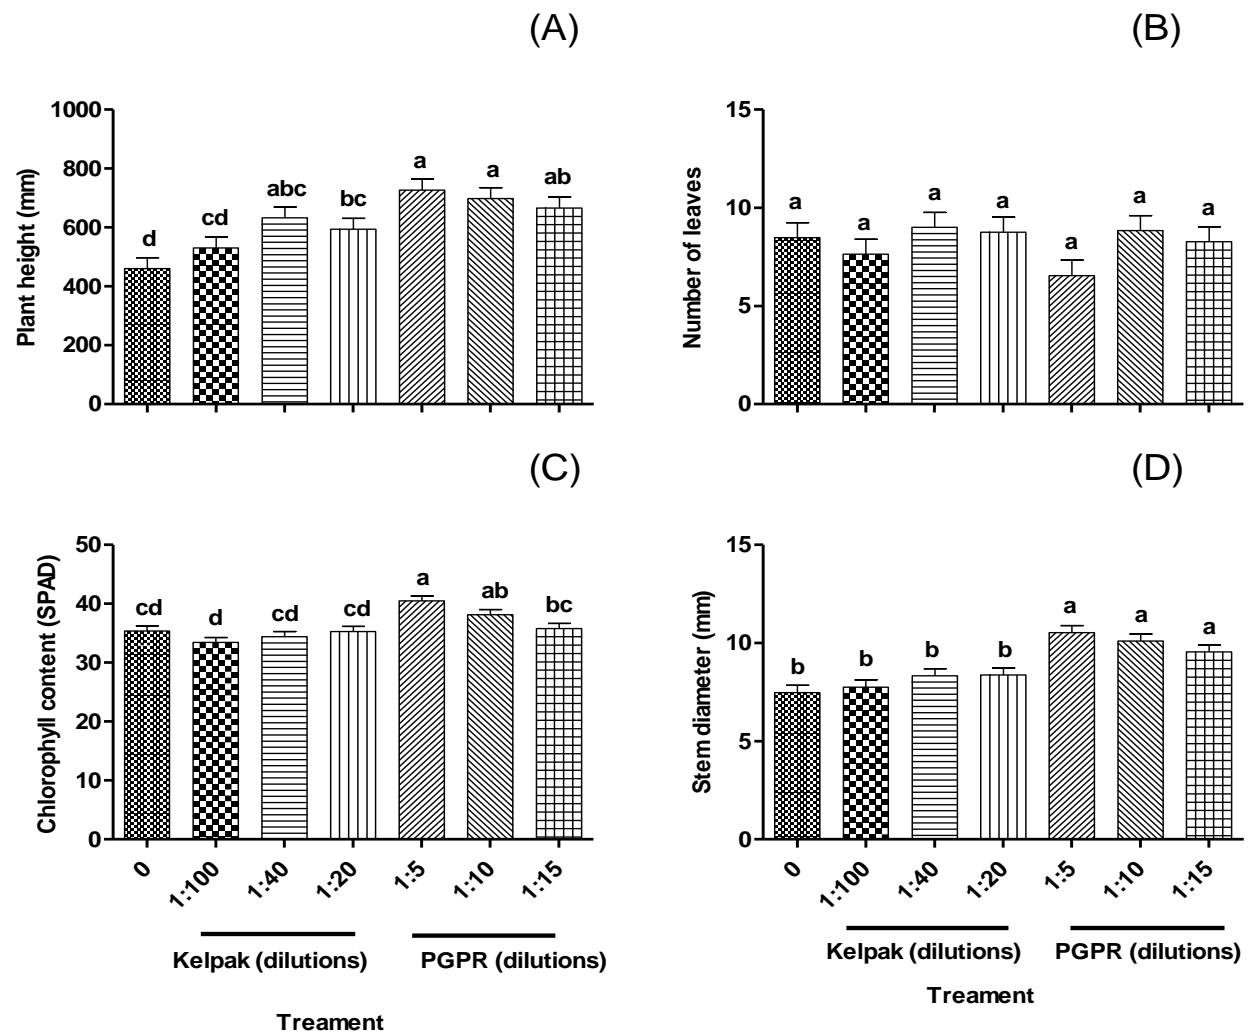 (A)
Plant height (mm)
1000
800
600
400
200
0
d
cd
abc
bc
a
a
ab
(B)
Number of leaves
15
10
5
0
a
a
a
a
a
a
a
(C)
Chlorophyll content (SPAD)
50
40
30
20
10
0
cd
d
cd
cd
a
ab
bc
0
1:100
1:40
1:20
1:5
1:10
1:15
Kelpak (dilutions)
PGPR (dilutions)
Treament
(D)
Stem diameter (mm)
15
10
5
0
b
b
b
b
a
a
a
0
1:100
1:40
1:20
1:5
1:10
1:15
Kelpak (dilutions)
PGPR (dilutions)
Treament